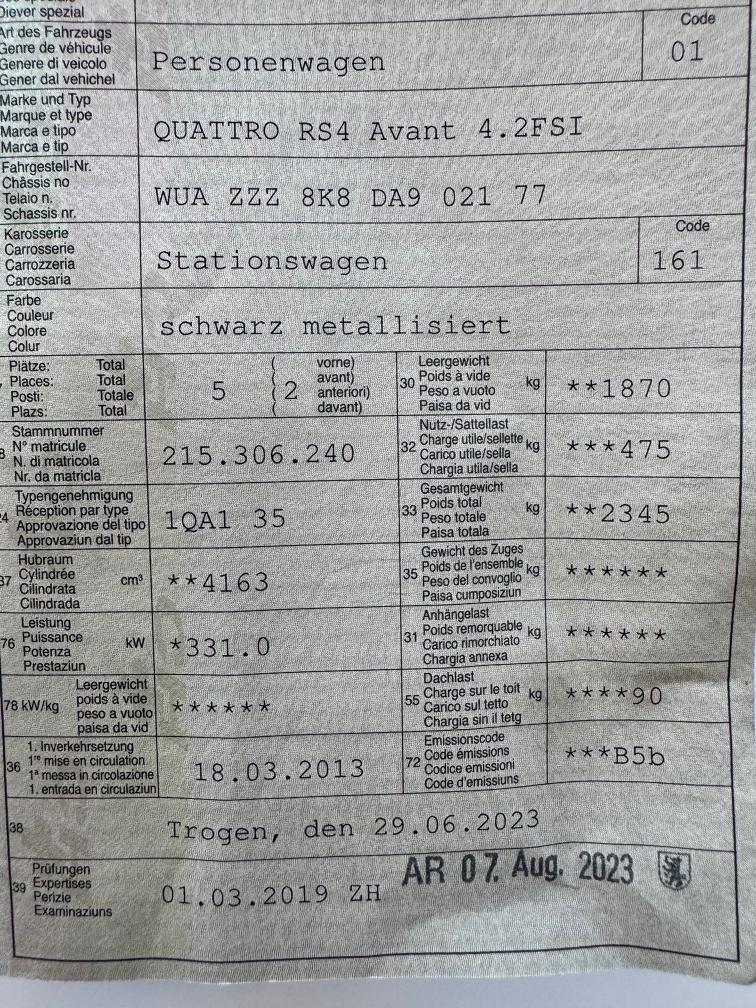 Diever spezial
Art des Fahrzeugs
Genre de véhicule
Genere di veicolo
Gener dal vehichel
Personenwagen
Code
01
Marke und Typ
Marque et type
Marca e tipo
Marca e tip
QUATTRO RS4 Avant 4.2FSI
Fahrgestell-Nr.
Châssis no
Telaio n.
Schassis nr.
WUA ZZZ 8K8 DA9 021 77
Karosserie
Carrosserie
Carrozzeria
Carossaria
Stationswagen
Code
161
Farbe
Couleur
Colore
Colur
schwarz metallisiert
Plätze: Total
Places: Total
Posti: Totale
Plazs: Total
5 ( 2
vorne)
avant)
anteriori)
davant)
30 Leergewicht
Poids à vide kg
Peso a vuoto
Paisa da vid
**1870
Stammnummer
N° matricule
N. di matricola
Nr. da matricla
215.306.240
32 Nutz-/Sattellast
Charge utile/sellette kg
Carico utile/sella
Chargia utila/sella
***475
Typengenehmigung
Réception par type
Approvazione del tipo
Approvaziun dal tip
1QA1 35
33 Gesamtgewicht
Poids total kg
Peso totale
Paisa totala
**2345
37 Hubraum
Cylindrée cm³
Cilindrata
Cilindrada
**4163
35 Gewicht des Zuges
Poids de l'ensemble kg
Peso del convoglio
Paisa cumposiziun
******
76 Leistung
Puissance kW
Potenza
Prestaziun
*331.0
31 Anhängelast
Poids remorquable kg
Carico rimorchiato
Chargia annexa
******
78 kW/kg Leergewicht
poids à vide
peso a vuoto
paisa da vid
******
55 Dachlast
Charge sur le toit kg
Carico sul tetto
Chargia sin il tetg
****90
36 1. Inverkehrsetzung
1re mise en circulation
1ª messa in circolazione
1. entrada en circulaziun
18.03.2013
72 Emissionscode
Code émissions
Codice emissioni
Code d'emissiuns
***B5b
38 Trogen, den 29.06.2023
39 Prüfungen
Expertises
Perizie
Examinaziuns
01.03.2019 ZH
AR 07. Aug. 2023